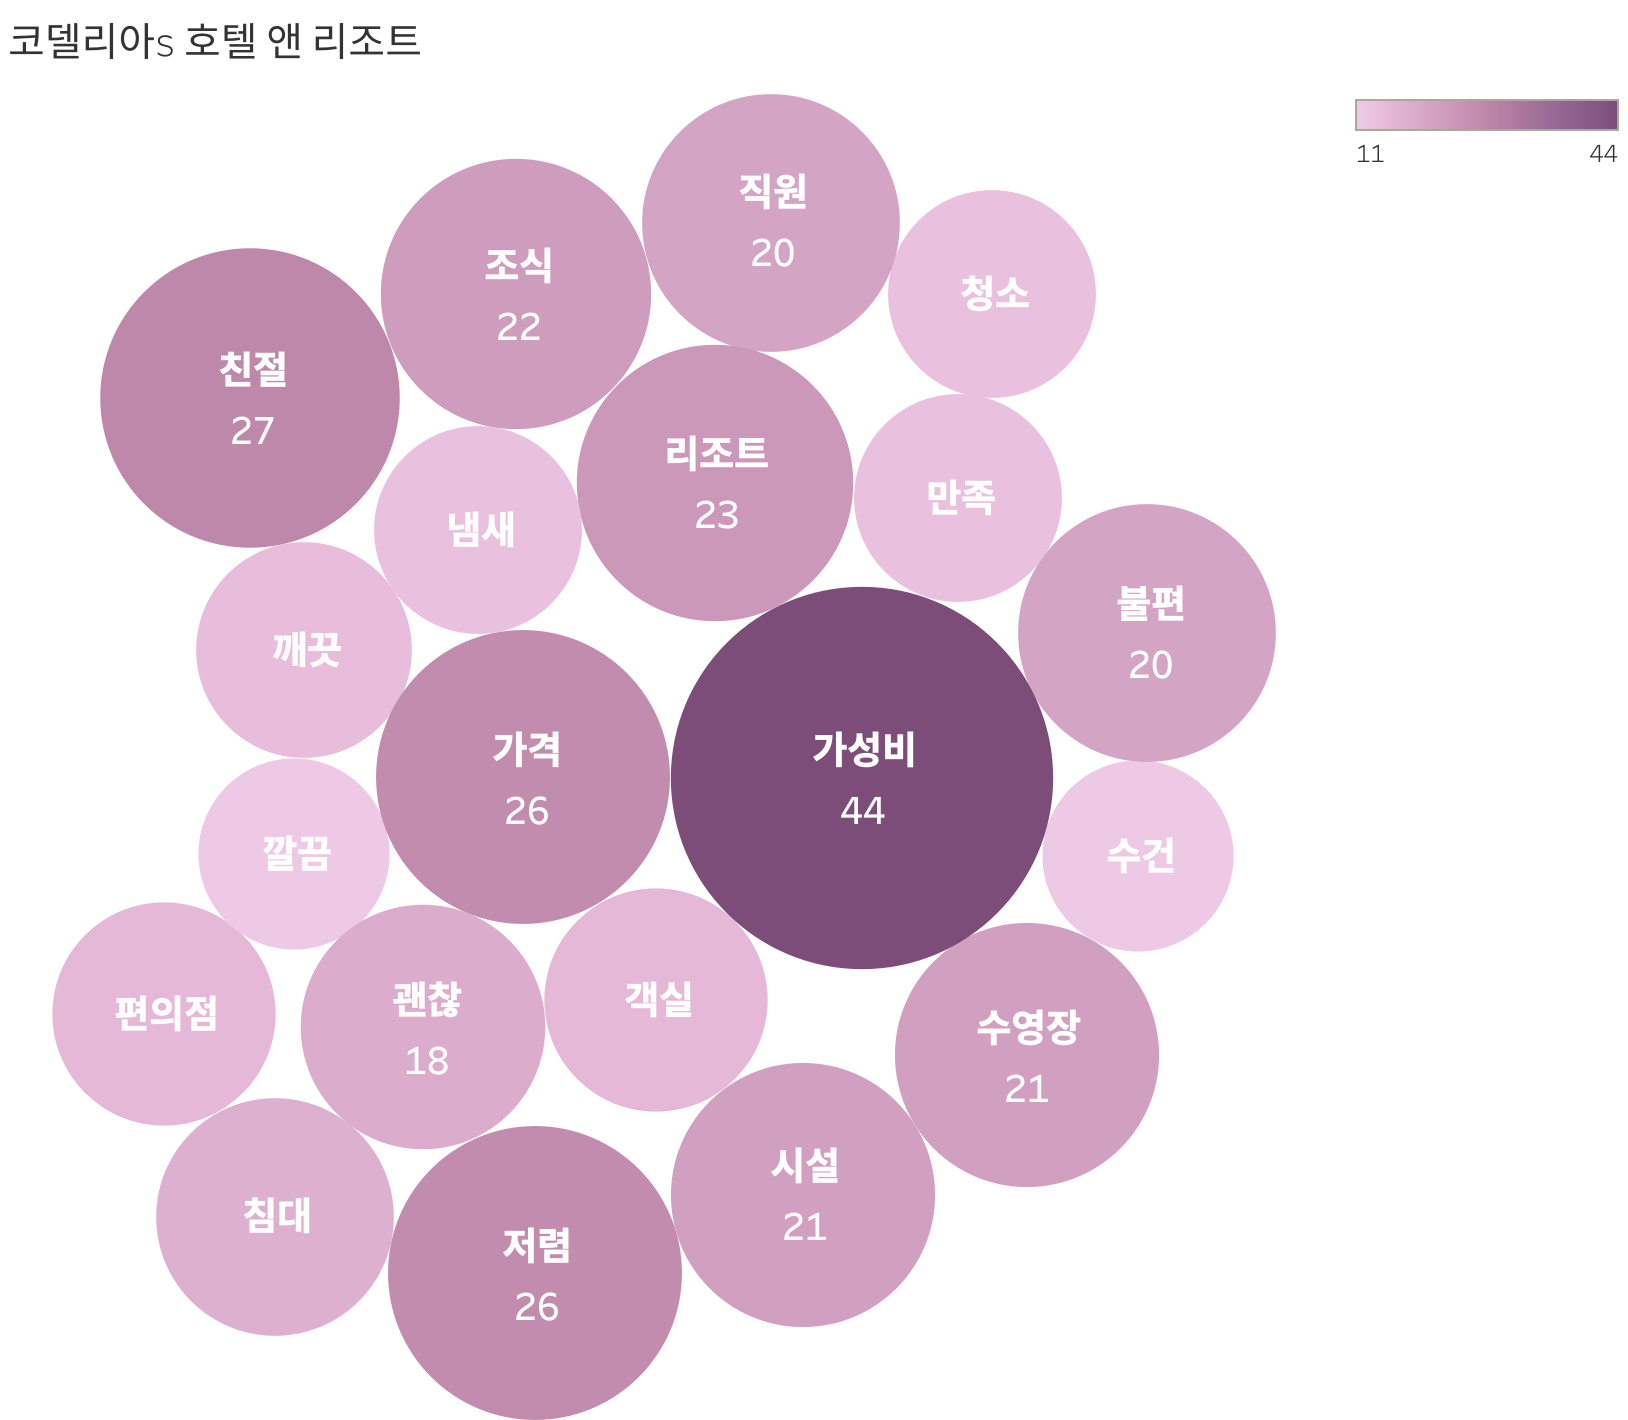 코델리아s 호텔 앤 리조트
11 44
직원
20
조식
22
청소
친절
27
리조트
23
만족
냄새
불편
20
깨끗
가격
26
가성비
44
깔끔
수건
편의점
괜찮
18
객실
수영장
21
시설
21
침대
저렴
26